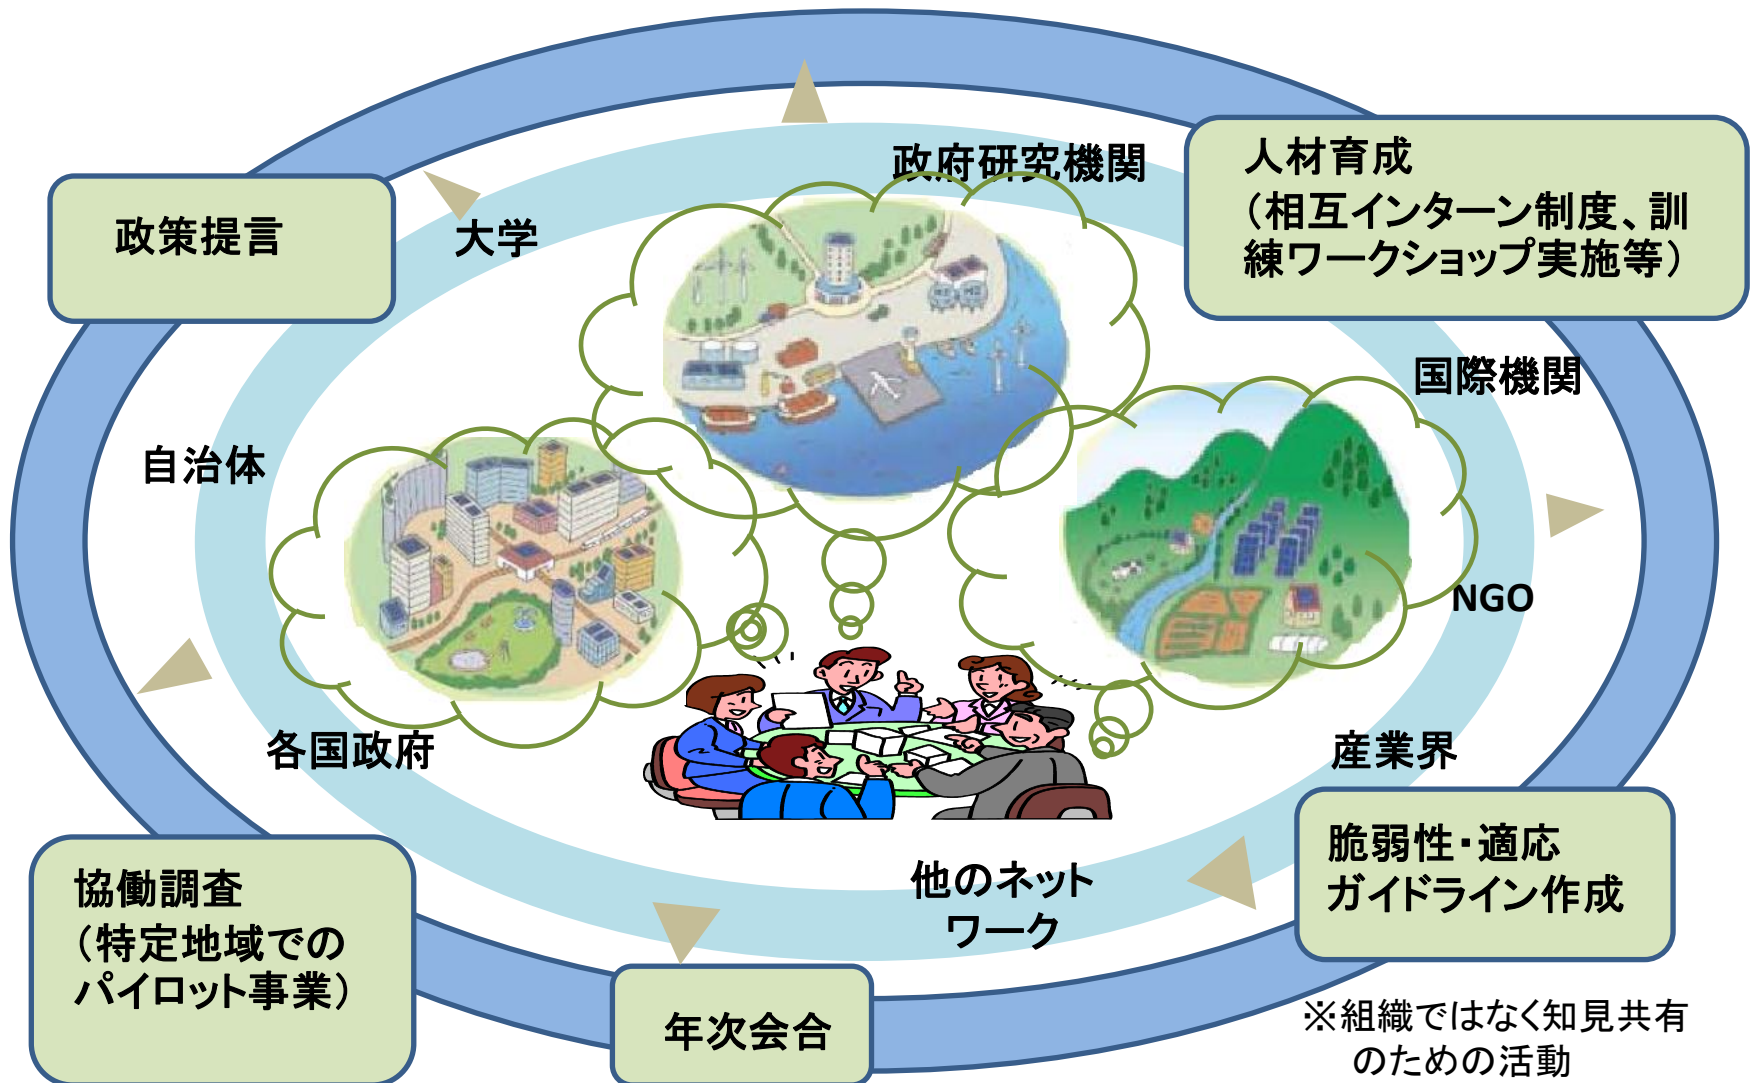 政府研究機関
人材育成
（相互インターン制度、訓
練ワークショップ実施等）
政策提言
大学
国際機関
自治体
NGO
各国政府
産業界
脆弱性・適応
ガイドライン作成
他のネット
ワーク
協働調査
（特定地域での
パイロット事業）
年次会合
※組織ではなく知見共有
のための活動